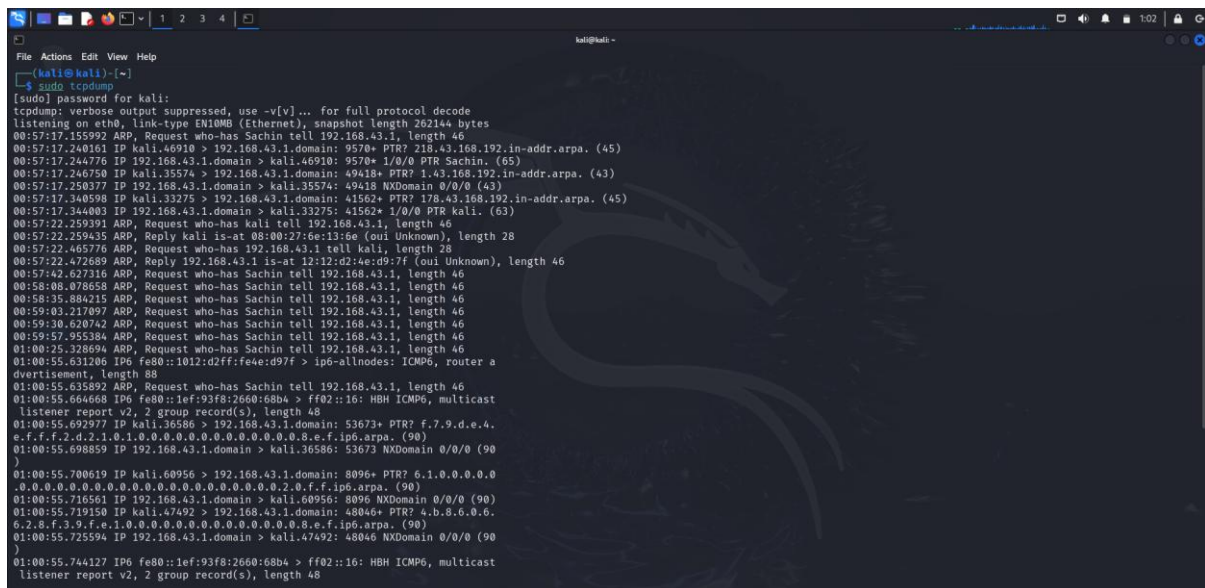 1 2 3 4
1:02
kali@kali: ~
File Actions Edit View Help
(kali㉿kali)-[~]
$ sudo tcpdump
[sudo] password for kali:
tcpdump: verbose output suppressed, use -v[v]... for full protocol decode
listening on eth0, link-type EN10MB (Ethernet), snapshot length 262144 bytes
00:57:17.155992 ARP, Request who-has Sachin tell 192.168.43.1, length 46
00:57:17.240161 IP kali.46910 > 192.168.43.1.domain: 9570+ PTR? 218.43.168.192.in-addr.arpa. (45)
00:57:17.244776 IP 192.168.43.1.domain > kali.46910: 9570* 1/0/0 PTR Sachin. (65)
00:57:17.246750 IP kali.35574 > 192.168.43.1.domain: 49418+ PTR? 1.43.168.192.in-addr.arpa. (43)
00:57:17.250377 IP 192.168.43.1.domain > kali.35574: 49418 NXDomain 0/0/0 (43)
00:57:17.340598 IP kali.33275 > 192.168.43.1.domain: 41562+ PTR? 178.43.168.192.in-addr.arpa. (45)
00:57:17.344003 IP 192.168.43.1.domain > kali.33275: 41562* 1/0/0 PTR kali. (63)
00:57:22.259391 ARP, Request who-has kali tell 192.168.43.1, length 46
00:57:22.259435 ARP, Reply kali is-at 08:00:27:6e:13:6e (oui Unknown), length 28
00:57:22.465776 ARP, Request who-has 192.168.43.1 tell kali, length 28
00:57:22.472689 ARP, Reply 192.168.43.1 is-at 12:12:d2:4e:d9:7f (oui Unknown), length 46
00:57:42.627316 ARP, Request who-has Sachin tell 192.168.43.1, length 46
00:58:08.078658 ARP, Request who-has Sachin tell 192.168.43.1, length 46
00:58:35.884215 ARP, Request who-has Sachin tell 192.168.43.1, length 46
00:59:03.217097 ARP, Request who-has Sachin tell 192.168.43.1, length 46
00:59:30.620742 ARP, Request who-has Sachin tell 192.168.43.1, length 46
00:59:57.955384 ARP, Request who-has Sachin tell 192.168.43.1, length 46
01:00:25.328694 ARP, Request who-has Sachin tell 192.168.43.1, length 46
01:00:55.631206 IP6 fe80::1012:d2ff:fe4e:d97f > ip6-allnodes: ICMP6, router a
dvertisement, length 88
01:00:55.635892 ARP, Request who-has Sachin tell 192.168.43.1, length 46
01:00:55.664668 IP6 fe80::1ef:93f8:2660:68b4 > ff02::16: HBH ICMP6, multicast
listener report v2, 2 group record(s), length 48
01:00:55.692977 IP kali.36586 > 192.168.43.1.domain: 53673+ PTR? f.7.9.d.e.4.
e.f.f.f.2.d.2.1.0.1.0.0.0.0.0.0.0.0.0.0.0.0.0.8.e.f.ip6.arpa. (90)
01:00:55.698859 IP 192.168.43.1.domain > kali.36586: 53673 NXDomain 0/0/0 (90
)
01:00:55.700619 IP kali.60956 > 192.168.43.1.domain: 8096+ PTR? 6.1.0.0.0.0.0
.0.0.0.0.0.0.0.0.0.0.0.0.0.0.0.0.0.0.0.0.2.0.f.f.ip6.arpa. (90)
01:00:55.716561 IP 192.168.43.1.domain > kali.60956: 8096 NXDomain 0/0/0 (90)
01:00:55.719150 IP kali.47492 > 192.168.43.1.domain: 48046+ PTR? 4.b.8.6.0.6.
6.2.8.f.3.9.f.e.1.0.0.0.0.0.0.0.0.0.0.0.0.0.0.8.e.f.ip6.arpa. (90)
01:00:55.725594 IP 192.168.43.1.domain > kali.47492: 48046 NXDomain 0/0/0 (90
)
01:00:55.744127 IP6 fe80::1ef:93f8:2660:68b4 > ff02::16: HBH ICMP6, multicast
listener report v2, 2 group record(s), length 48